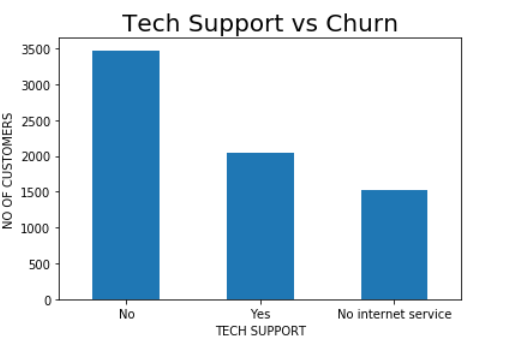 Tech Support vs Churn
3500
3000
2500
2000
1500
1000
500
0
NO OF CUSTOMERS
No Yes No internet service
TECH SUPPORT